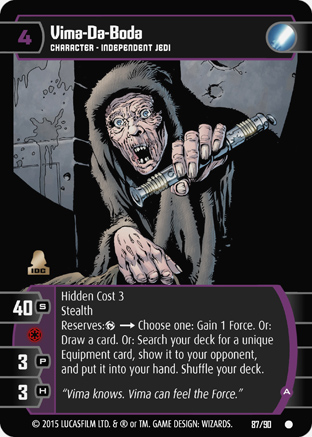 4
Vima-Da-Boda
CHARACTER • INDEPENDENT JEDI
IDC
40 S
3 P
3 H
Hidden Cost 3
Stealth
Reserves: → Choose one: Gain 1 Force. Or:
Draw a card. Or: Search your deck for a unique
Equipment card, show it to your opponent,
and put it into your hand. Shuffle your deck.
"Vima knows. Vima can feel the Force."
A
© 2015 LUCASFILM LTD. & ® OR TM. GAME DESIGN: WIZARDS.
87/90